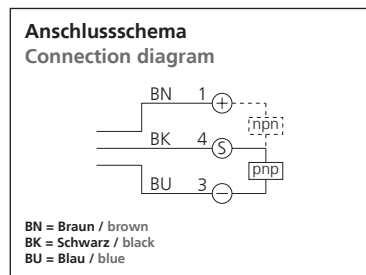 Anschlussschema
Connection diagram
BN 1 +
npn
BK 4 S
pnp
BU 3 −
BN = Braun / brown
BK = Schwarz / black
BU = Blau / blue